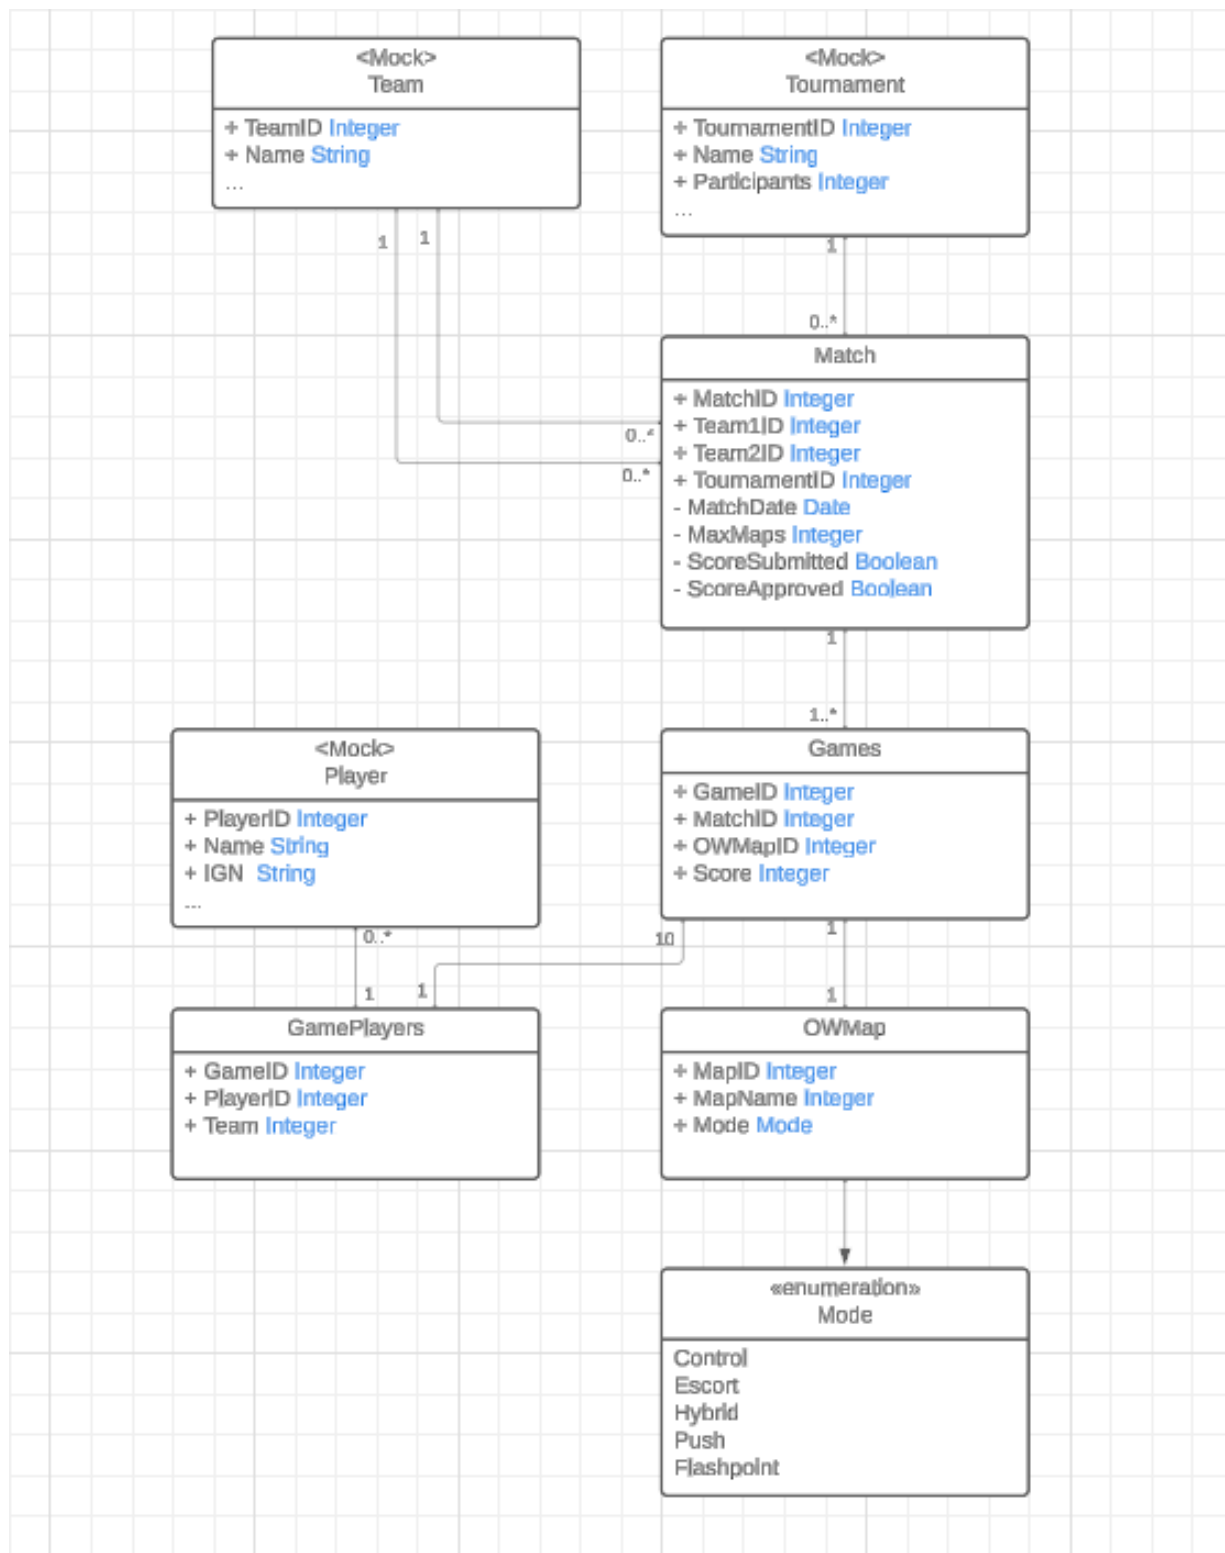 <Mock>
Team
+ TeamID Integer
+ Name String
...
<Mock>
Tournament
+ TournamentID Integer
+ Name String
+ Participants Integer
...
1
1
1
0..*
Match
+ MatchID Integer
+ Team1ID Integer
+ Team2ID Integer
+ TournamentID Integer
- MatchDate Date
- MaxMaps Integer
- ScoreSubmitted Boolean
- ScoreApproved Boolean
0..*
0..*
1
1..*
<Mock>
Player
+ PlayerID Integer
+ Name String
+ IGN String
...
Games
+ GameID Integer
+ MatchID Integer
+ OWMapID Integer
+ Score Integer
0..*
10
1
1
1
1
GamePlayers
+ GameID Integer
+ PlayerID Integer
+ Team Integer
OWMap
+ MapID Integer
+ MapName Integer
+ Mode Mode
«enumeration»
Mode
Control
Escort
Hybrid
Push
Flashpoint